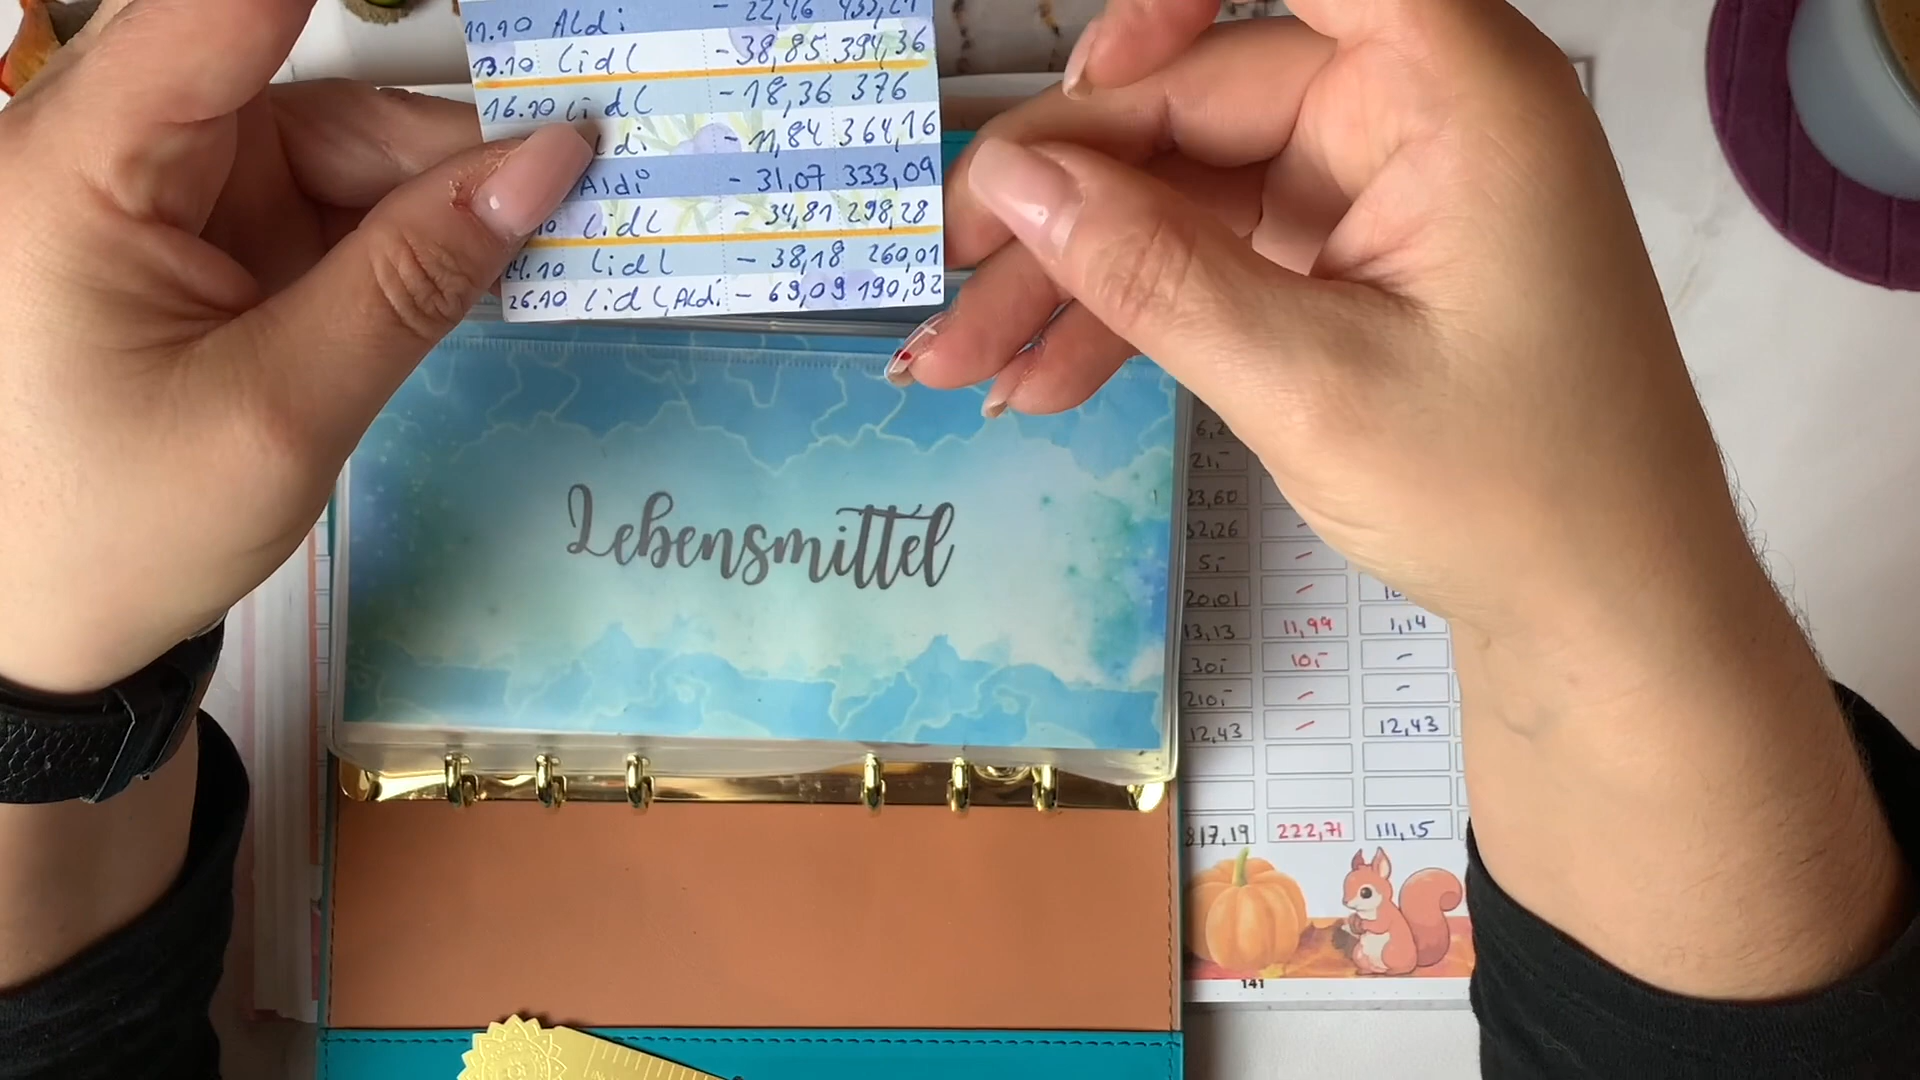 11.10 Aldi - 22,46 433,21
13.10 Lidl - 38,85 394,36
16.10 Lidl - 18,36 376
ldi - 11,84 364,16
Aldi - 31,07 333,09
10 Lidl - 34,81 298,28
24.10 Lidl - 38,18 260,01
26.10 Lidl, Aldi - 69,09 190,92
Lebensmittel
21,-
23,60 -
32,26 -
5,- -
20,01 -
13,13 11,99 1,14
30,- 10,- -
210,- - -
12,43 - 12,43
817,19 222,71 111,15
141